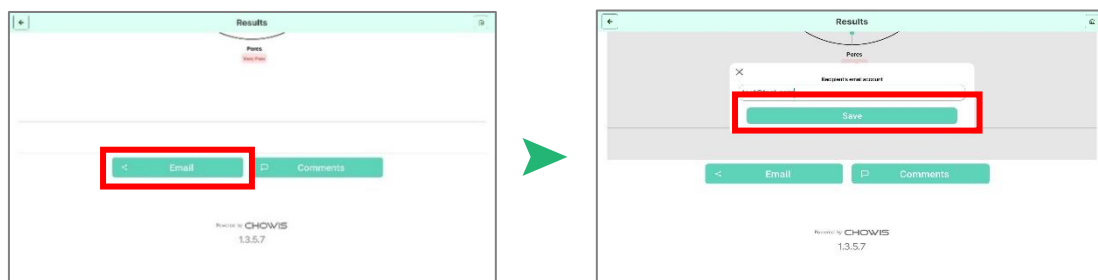 Results
Pores
Very Poor
Email
Comments
Powered by CHOWIS
1.3.5.7
Results
Pores
Recipient's email account
Save
Email
Comments
Powered by CHOWIS
1.3.5.7